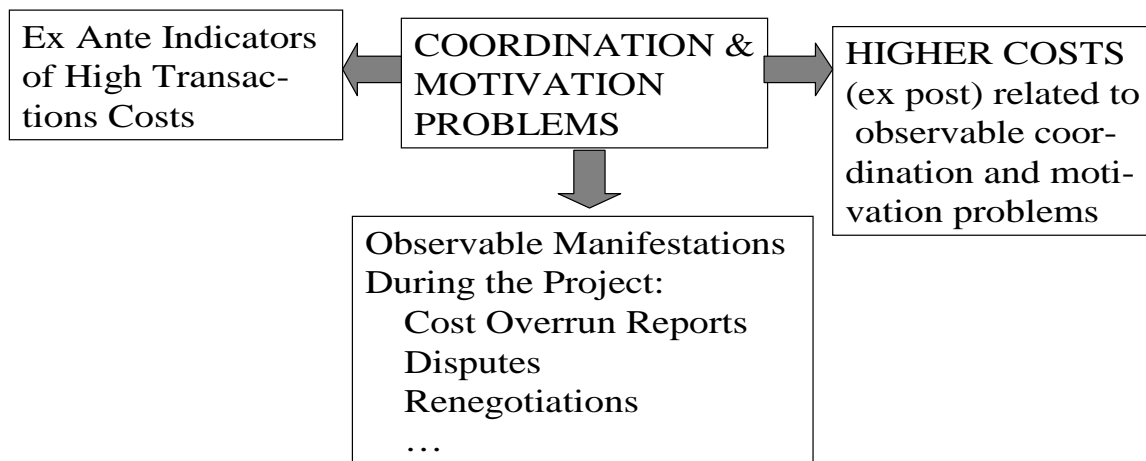 Ex Ante Indicators
of High Transac-
tions Costs
COORDINATION &
MOTIVATION
PROBLEMS
HIGHER COSTS
(ex post) related to
observable coor-
dination and moti-
vation problems
Observable Manifestations
During the Project:
Cost Overrun Reports
Disputes
Renegotiations
…